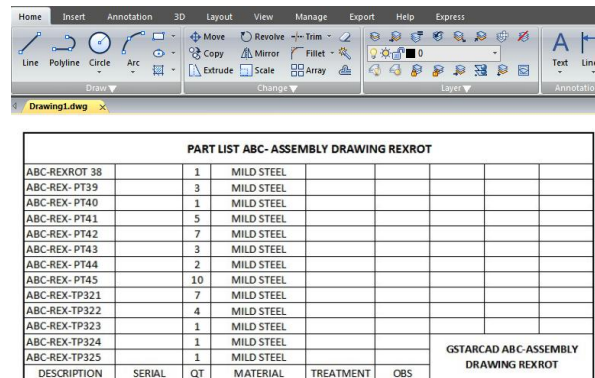 Home Insert Annotation 3D Layout View Manage Export Help Express
Move Revolve Trim
Copy Mirror Fillet 0
Line Polyline Circle Arc Extrude Scale Array Text
Draw Change Layer
Drawing1.dwg
PART LIST ABC- ASSEMBLY DRAWING REXROT
ABC-REXROT 38 1 MILD STEEL
ABC-REX- PT39 3 MILD STEEL
ABC-REX- PT40 1 MILD STEEL
ABC-REX- PT41 5 MILD STEEL
ABC-REX- PT42 7 MILD STEEL
ABC-REX- PT43 3 MILD STEEL
ABC-REX- PT44 2 MILD STEEL
ABC-REX- PT45 10 MILD STEEL
ABC-REX-TP321 7 MILD STEEL
ABC-REX-TP322 4 MILD STEEL
ABC-REX-TP323 1 MILD STEEL
ABC-REX-TP324 1 MILD STEEL
ABC-REX-TP325 1 MILD STEEL
DESCRIPTION SERIAL QT MATERIAL TREATMENT OBS
GSTARCAD ABC-ASSEMBLY
DRAWING REXROT